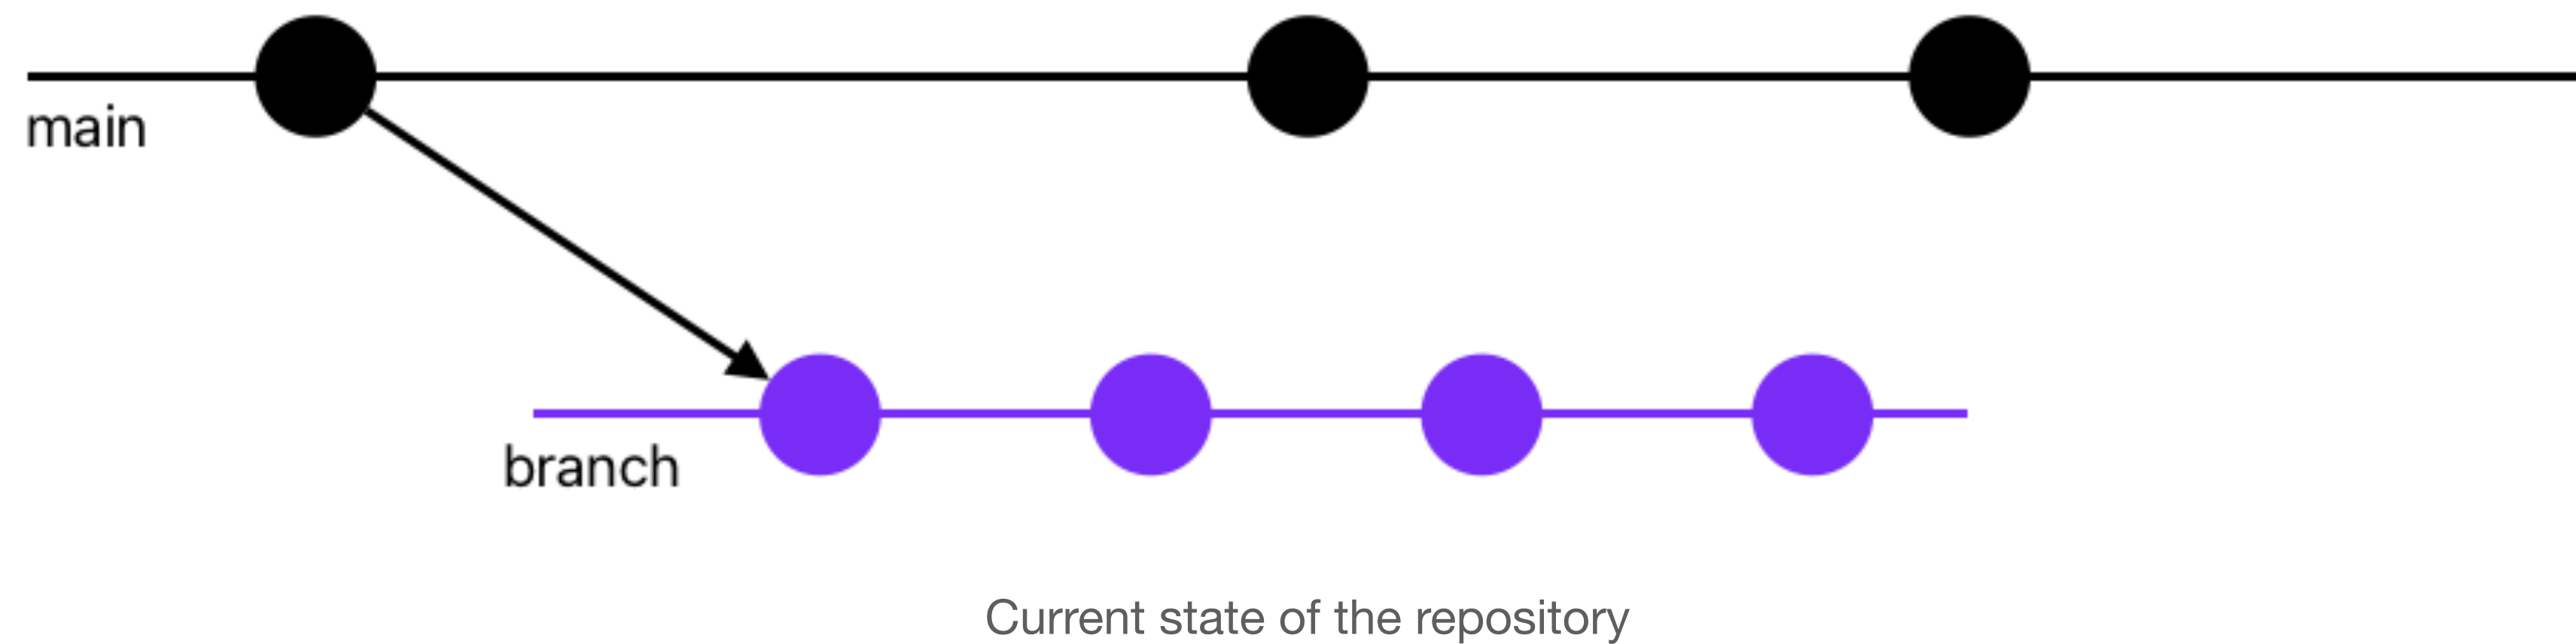 main
branch
Current state of the repository